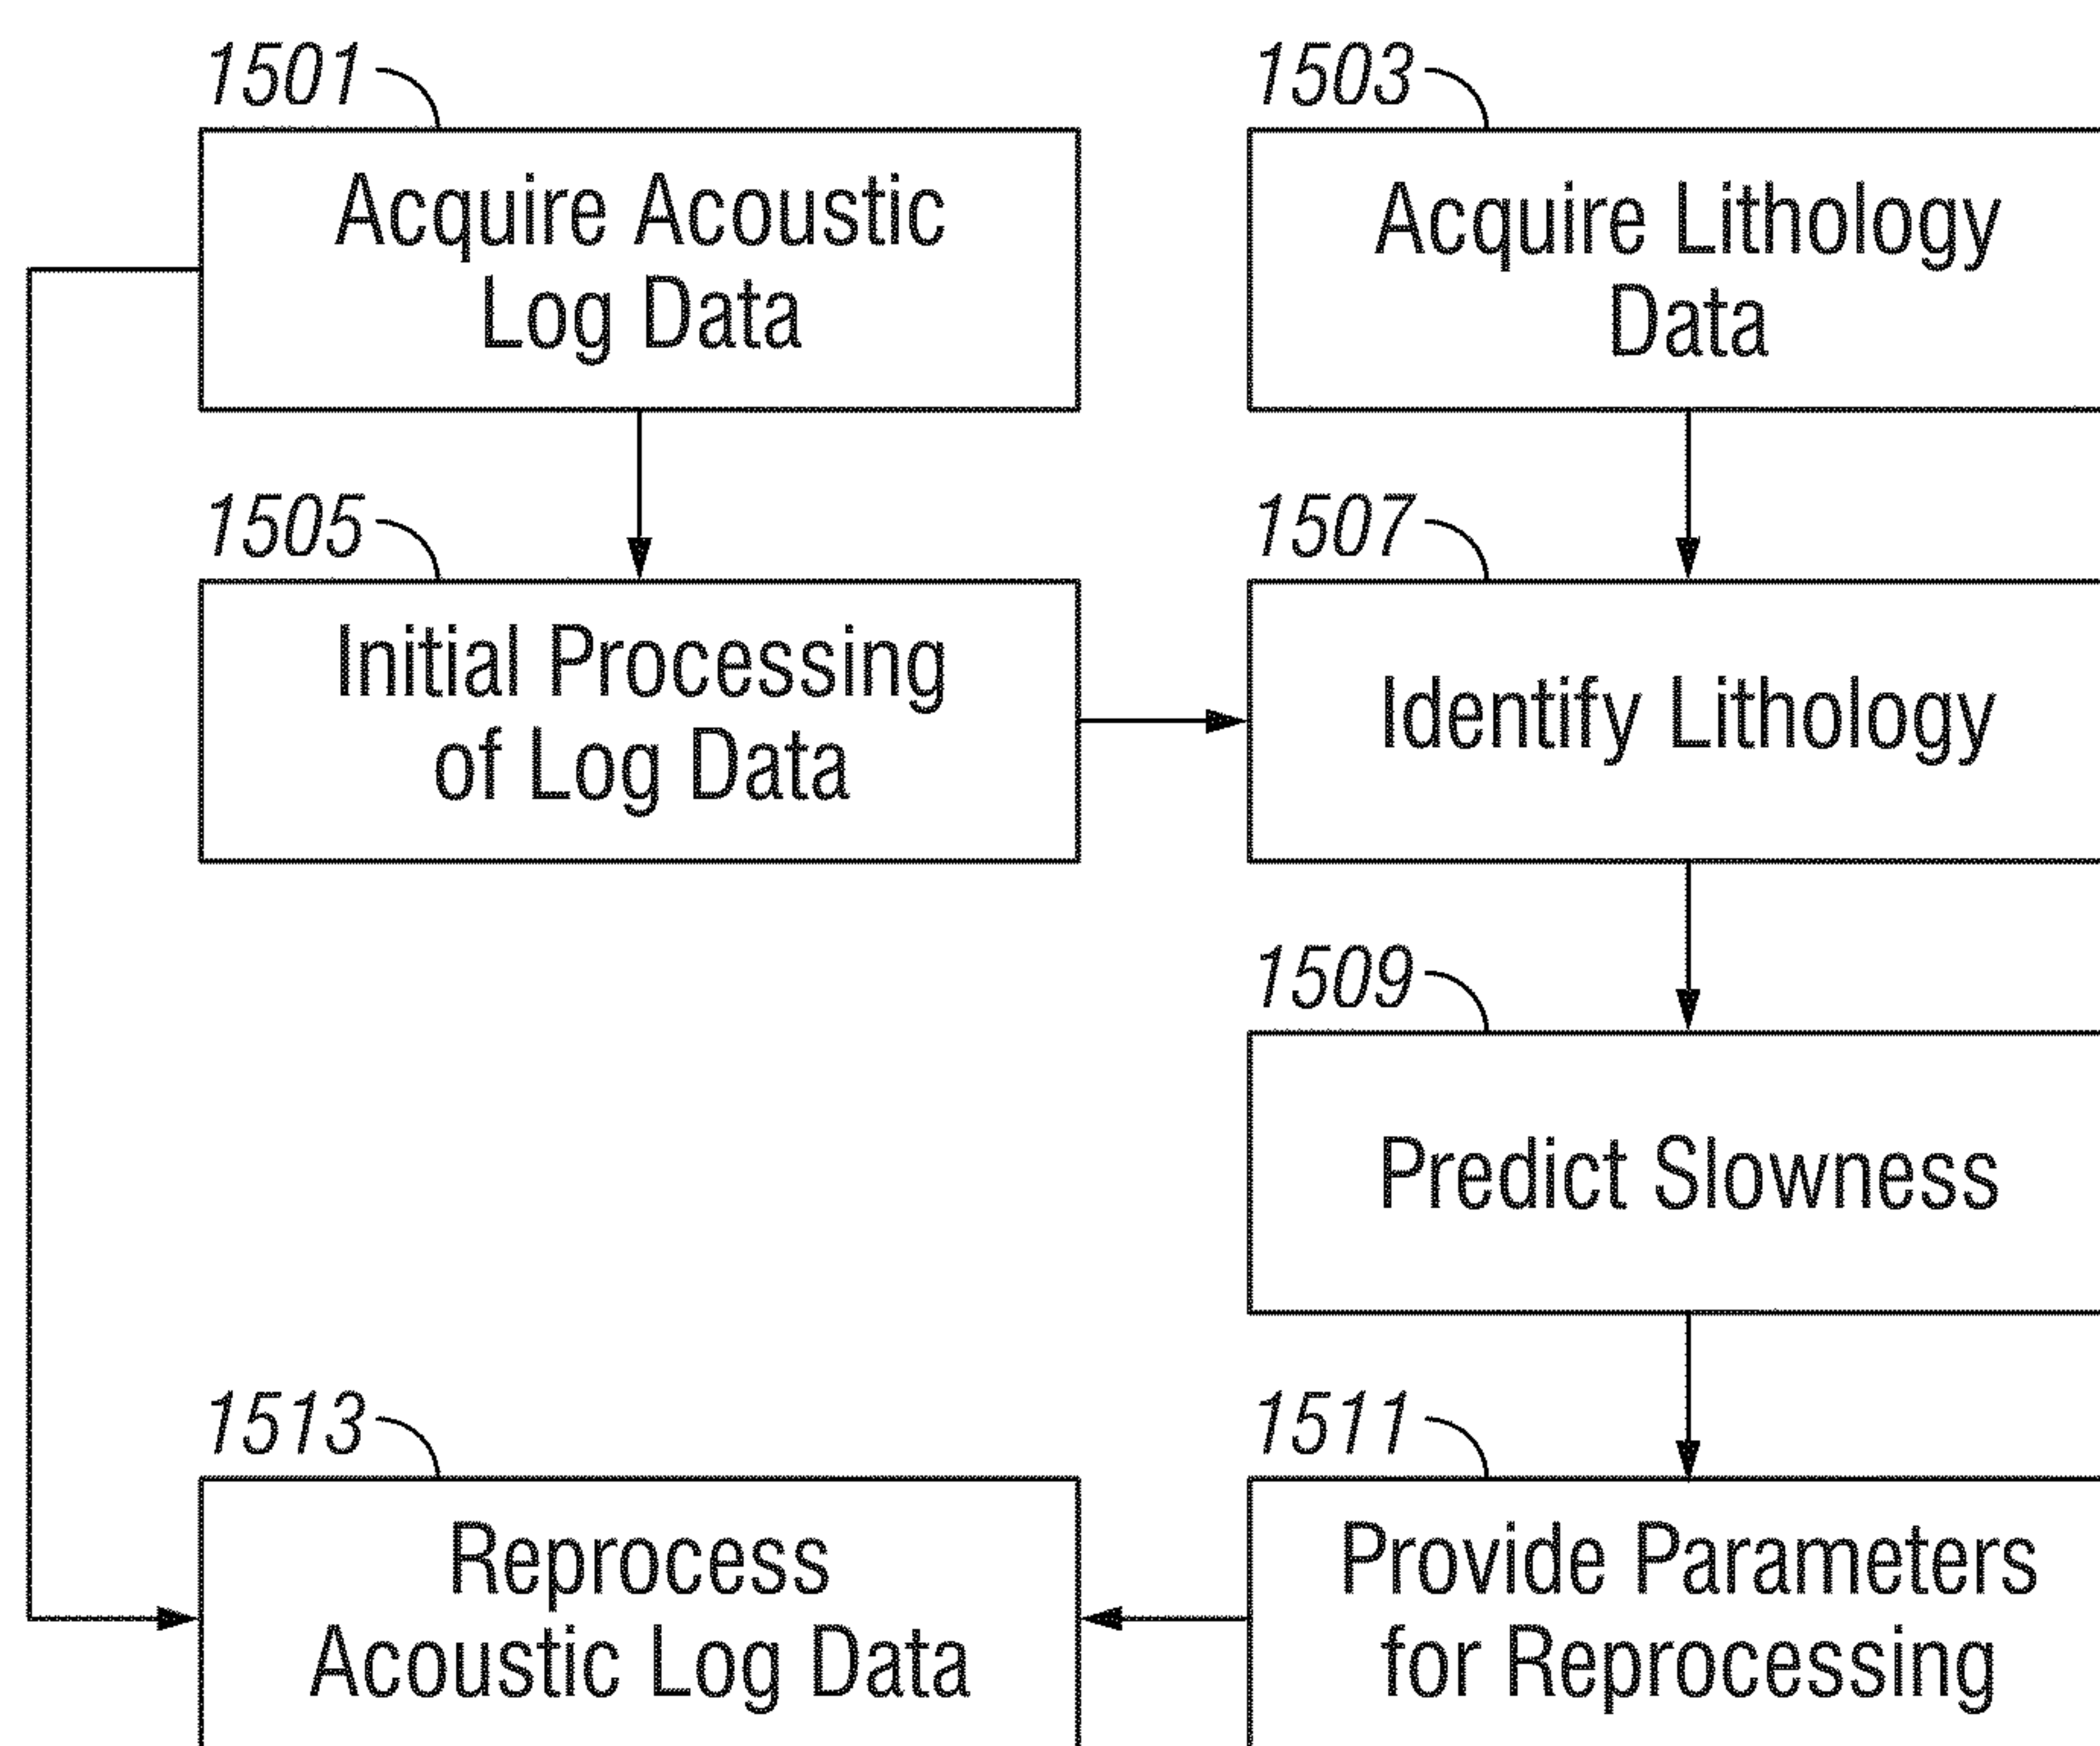 1501
Acquire Acoustic
Log Data
1503
Acquire Lithology
Data
1505
Initial Processing
of Log Data
1507
Identify Lithology
1509
Predict Slowness
1513
Reprocess
Acoustic Log Data
1511
Provide Parameters
for Reprocessing